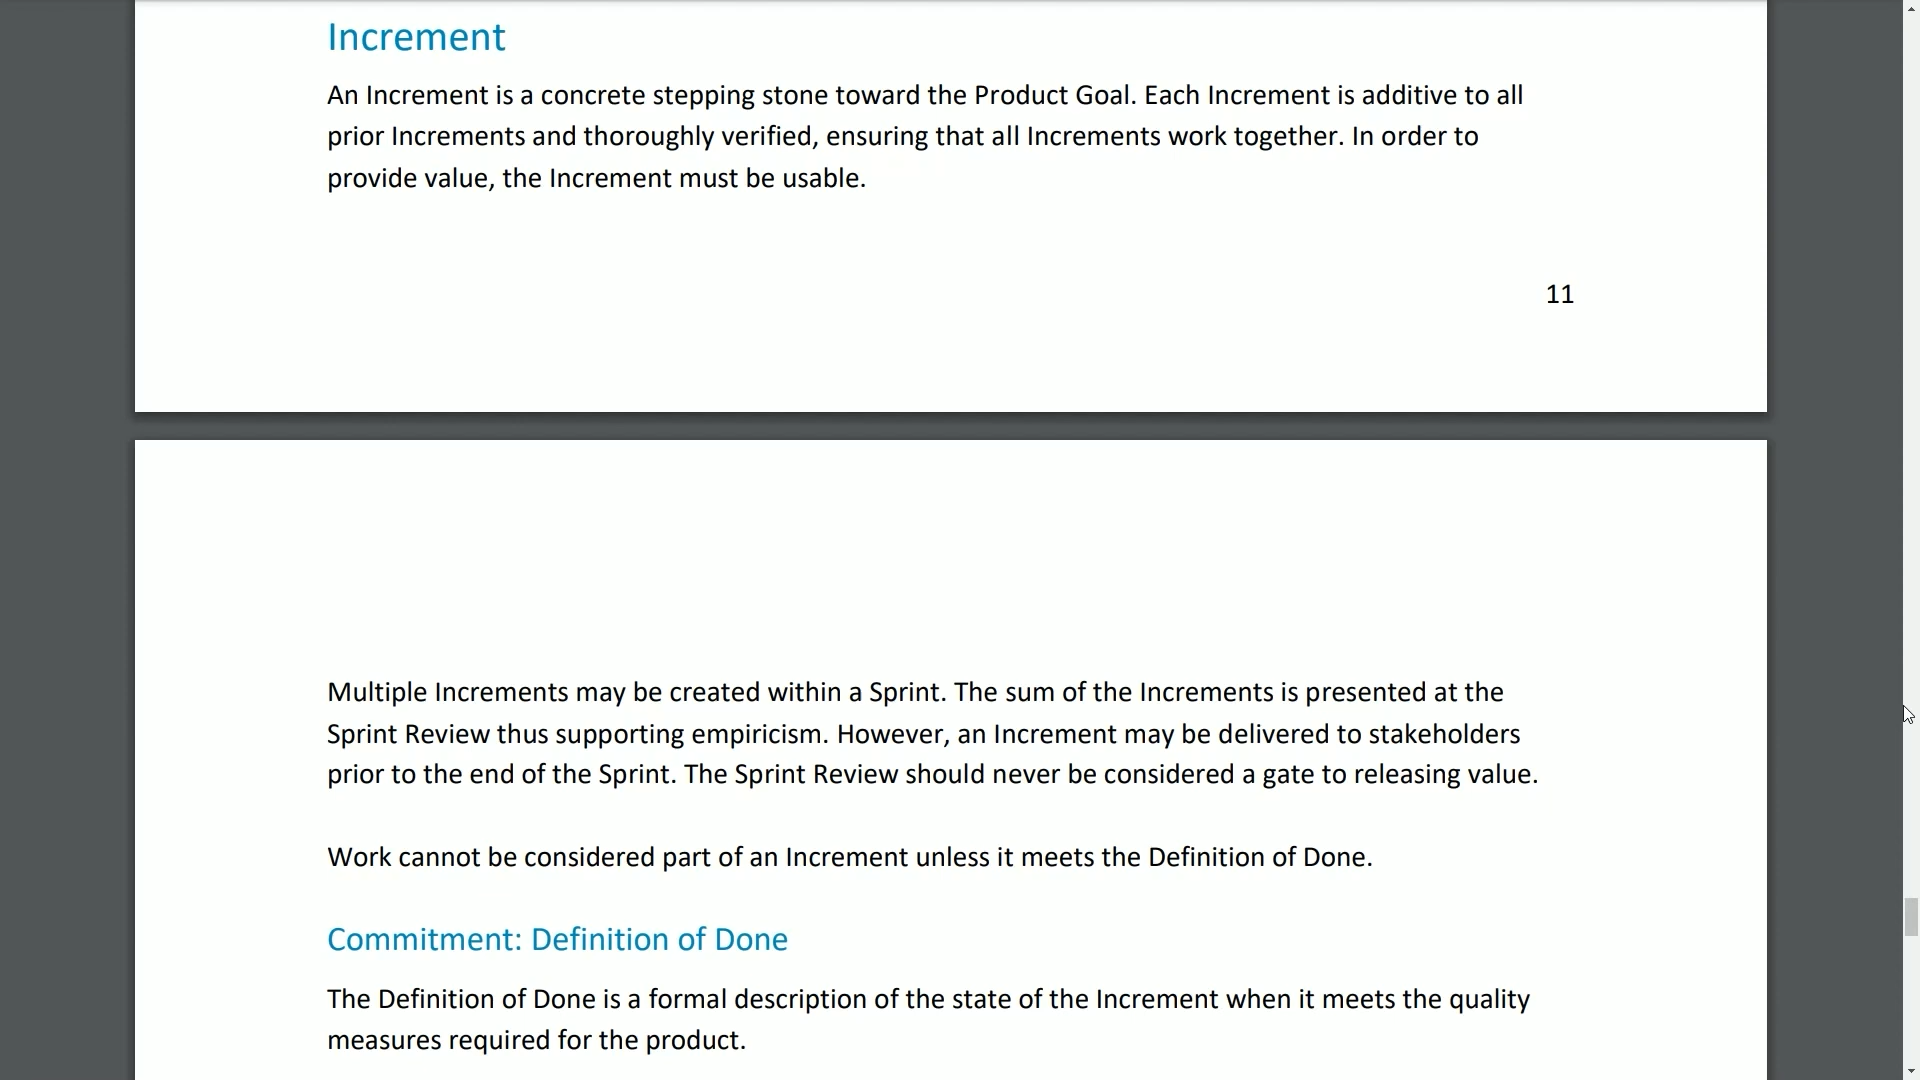 Increment
An Increment is a concrete stepping stone toward the Product Goal. Each Increment is additive to all
prior Increments and thoroughly verified, ensuring that all Increments work together. In order to
provide value, the Increment must be usable.
11
Multiple Increments may be created within a Sprint. The sum of the Increments is presented at the
Sprint Review thus supporting empiricism. However, an Increment may be delivered to stakeholders
prior to the end of the Sprint. The Sprint Review should never be considered a gate to releasing value.
Work cannot be considered part of an Increment unless it meets the Definition of Done.
Commitment: Definition of Done
The Definition of Done is a formal description of the state of the Increment when it meets the quality
measures required for the product.